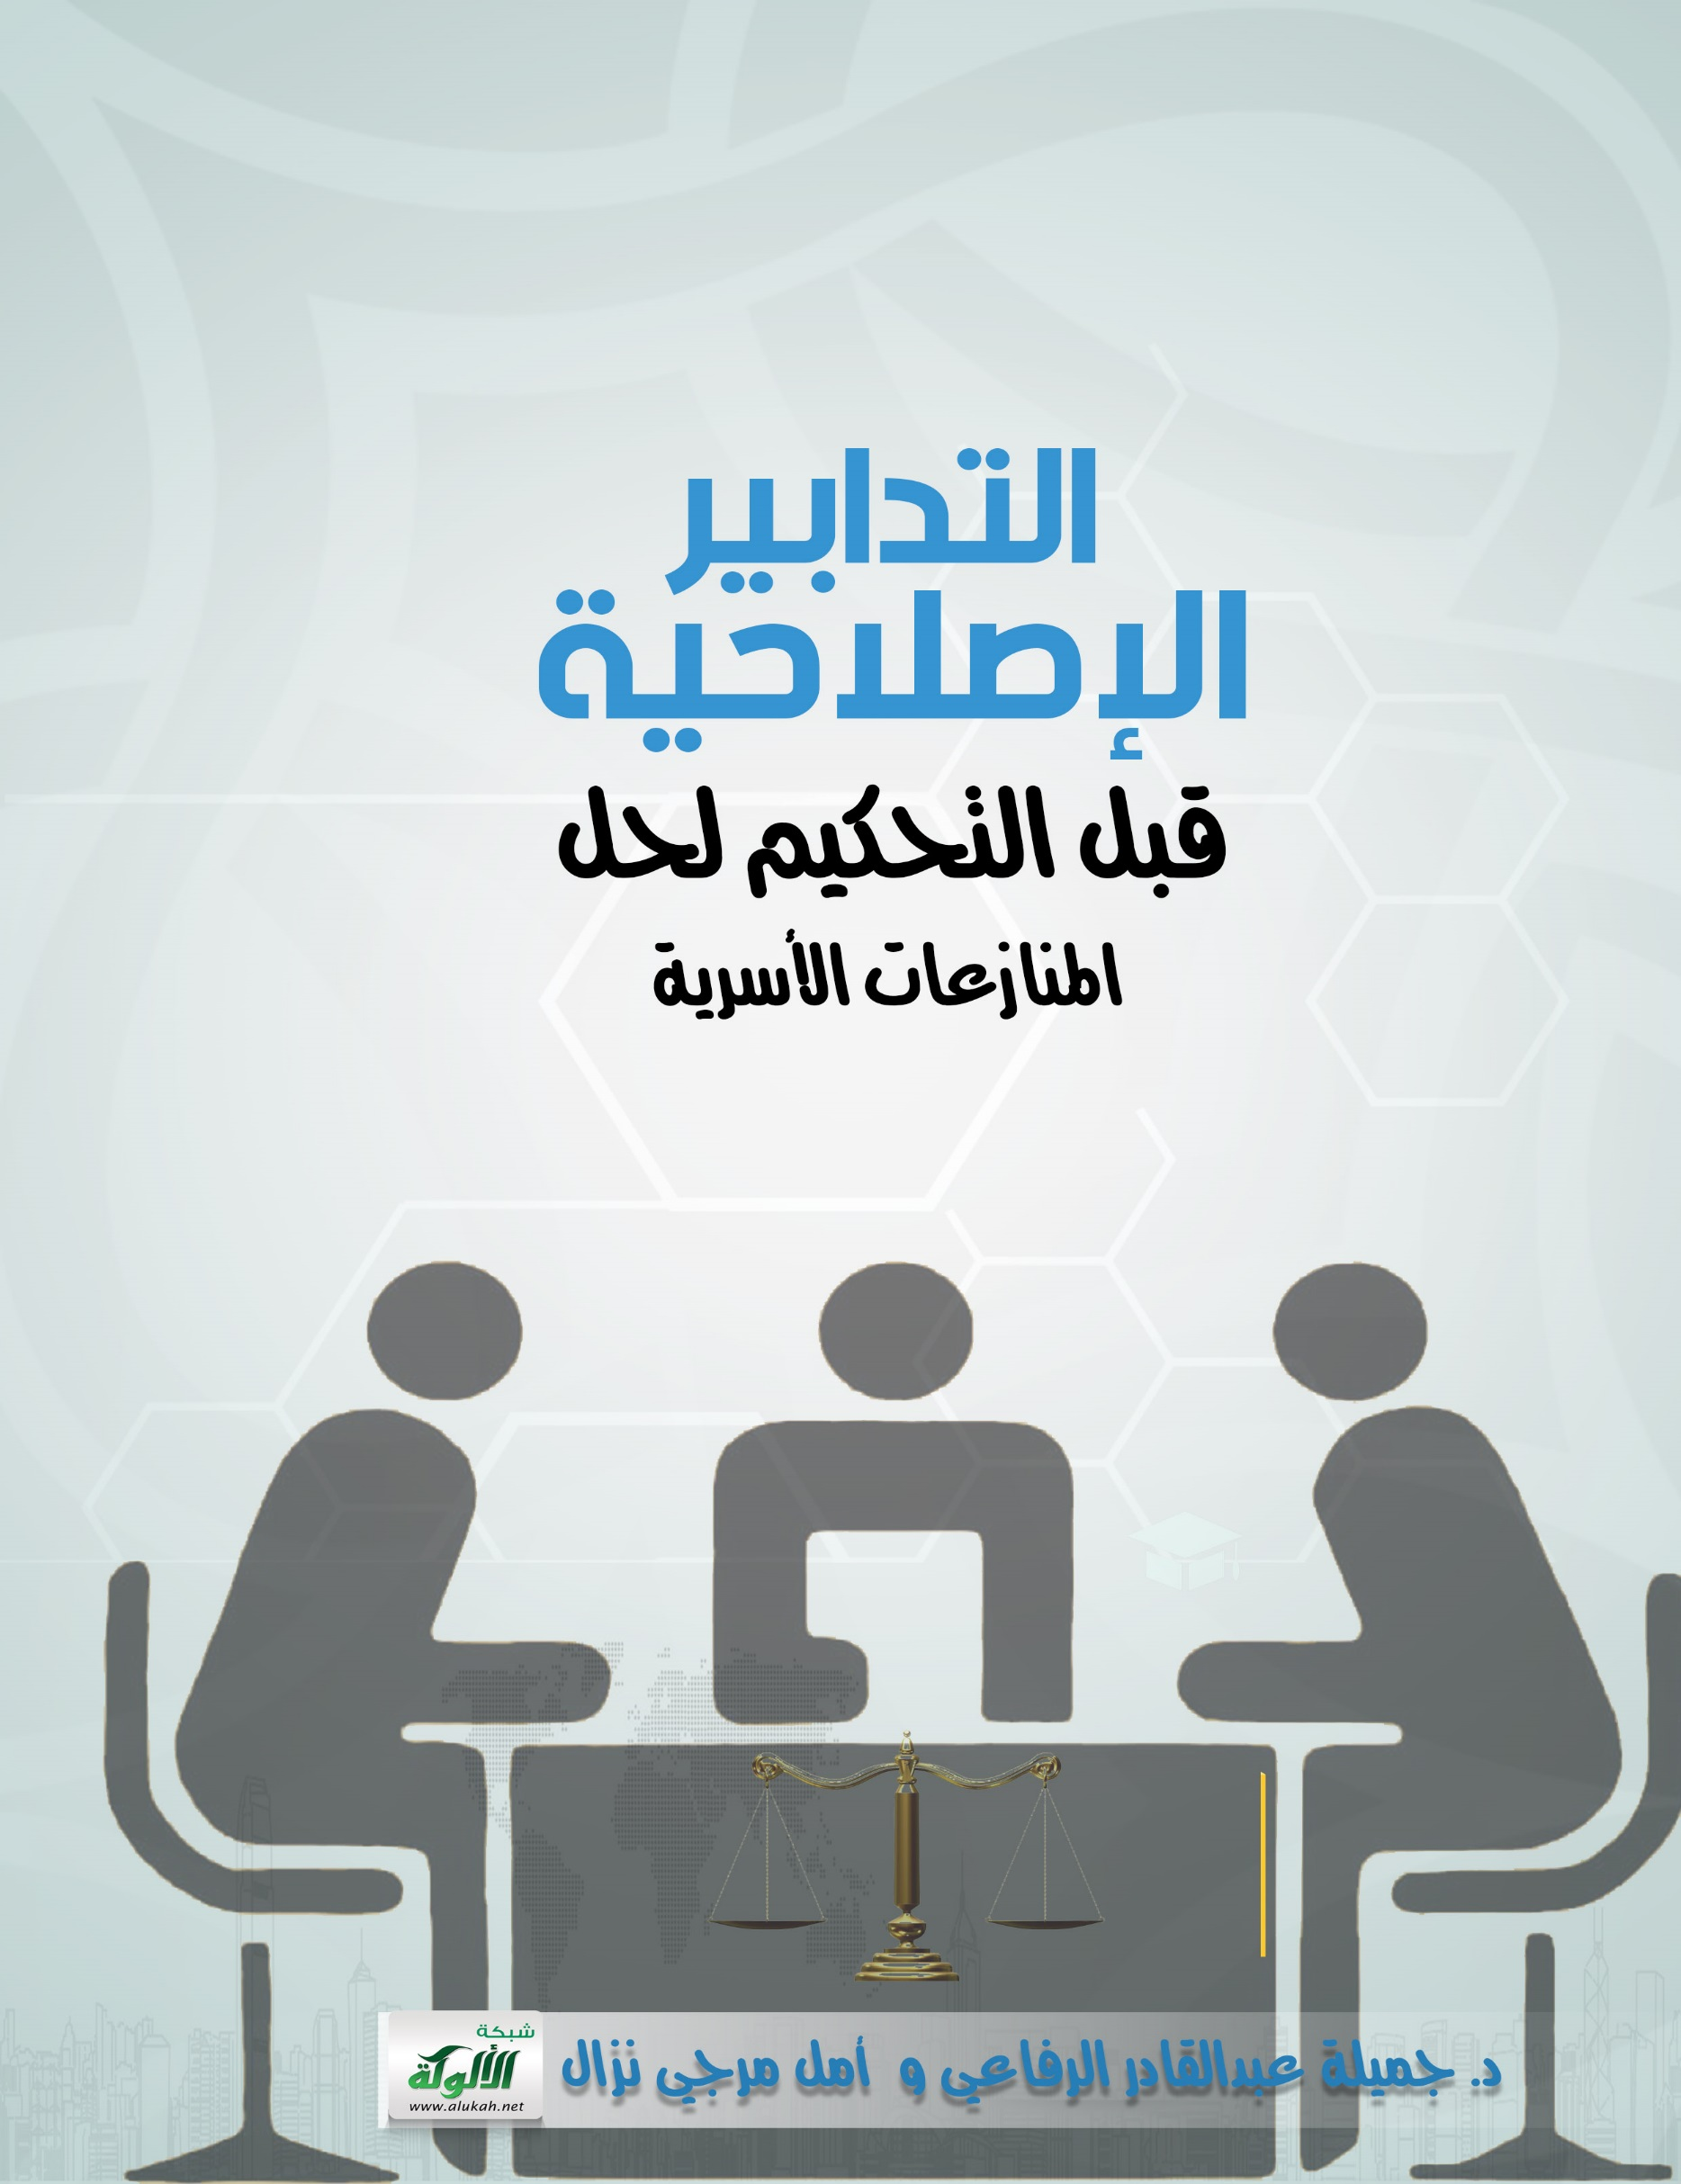 التدابير
الإصلاحية
قبل التحكيم لحل
المنازعات الأسرية
د. جميلة عبدالقادر الرفاعي و أمل مرجي نزال
شبكة
الألوكة
www.alukah.net